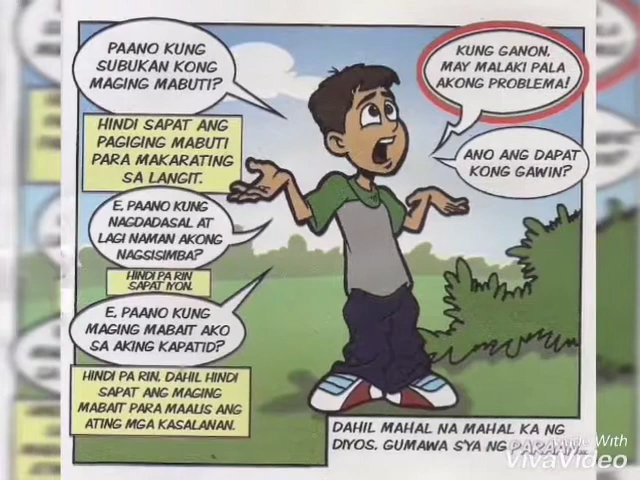 PAANO KUNG
SUBUKAN KONG
MAGING MABUTI?
HINDI SAPAT ANG
PAGIGING MABUTI
PARA MAKARATING
SA LANGIT.
E, PAANO KUNG
NAGDADASAL AT
LAGI NAMAN AKONG
NAGSISIMBA?
HINDI PA RIN
SAPAT IYON.
E, PAANO KUNG
MAGING MABAIT AKO
SA AKING KAPATID?
HINDI PA RIN, DAHIL HINDI
SAPAT ANG MAGING
MABAIT PARA MAALIS ANG
ATING MGA KASALANAN.
KUNG GANON,
MAY MALAKI PALA
AKONG PROBLEMA!
ANO ANG DAPAT
KONG GAWIN?
DAHIL MAHAL NA MAHAL KA NG
DIYOS. GUMAWA SYA NG PARAAN...
Made With
VivaVideo